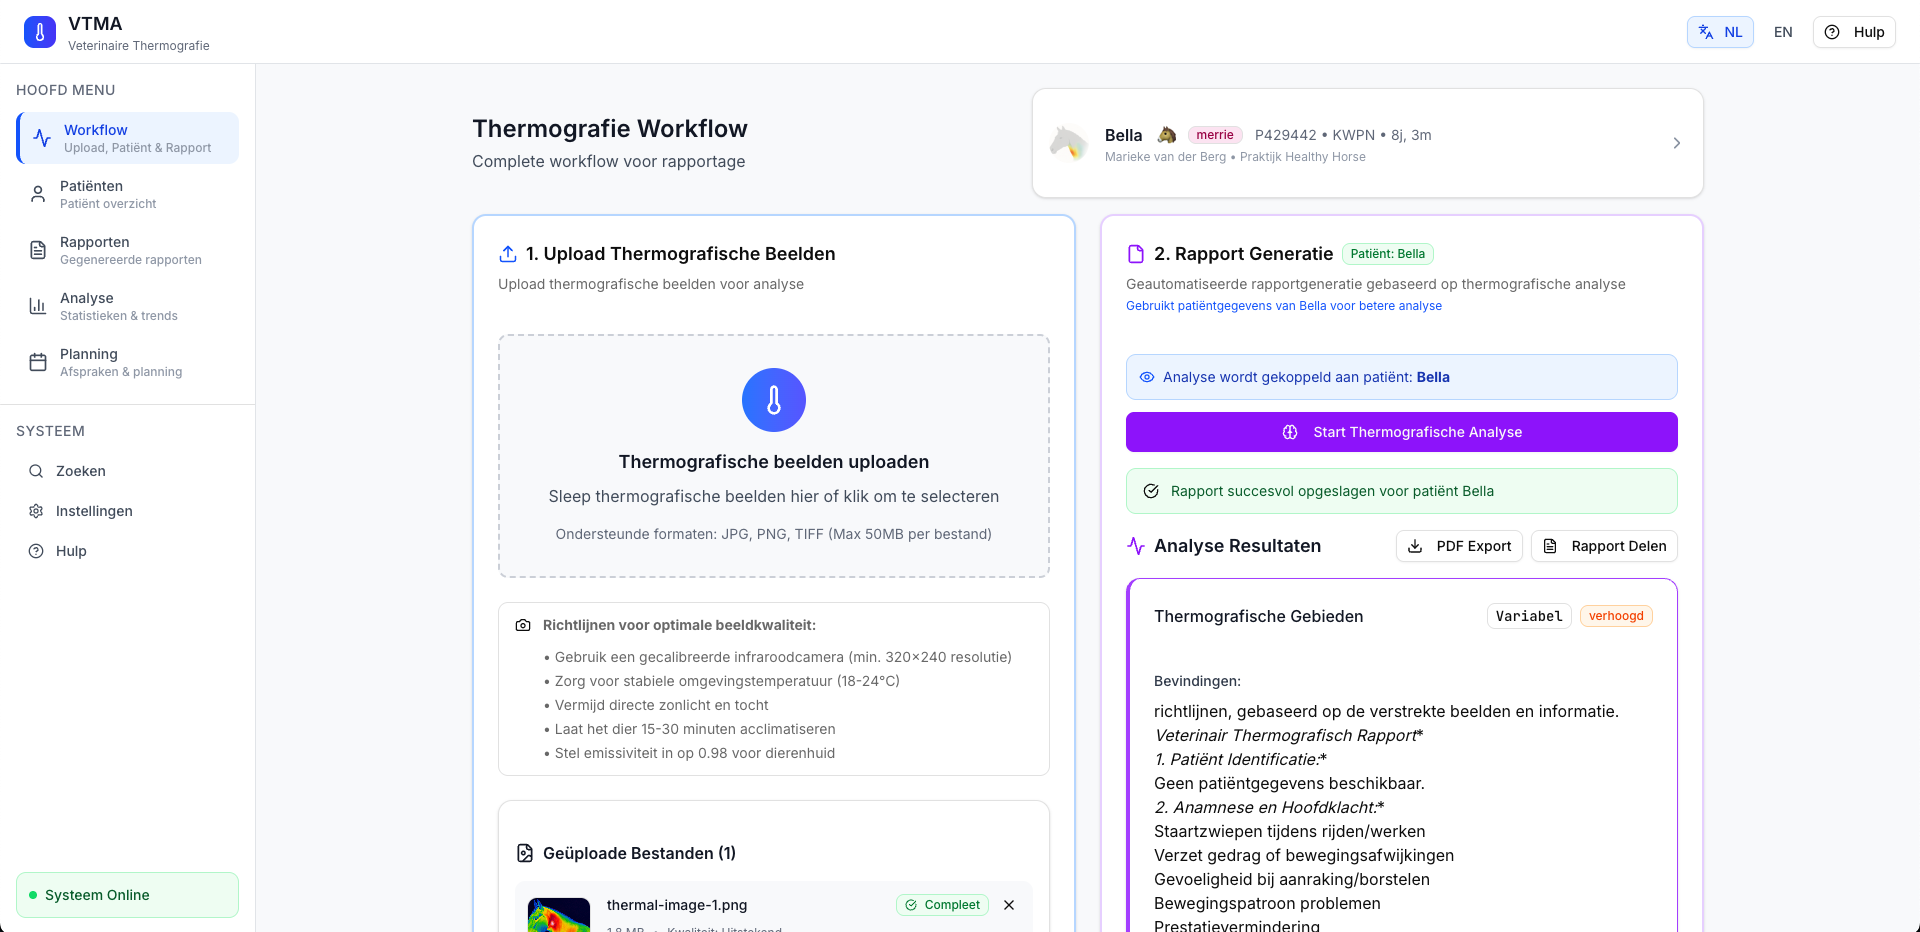 VTMA
Veterinaire Thermografie
NL
EN
Hulp
HOOFD MENU
Workflow
Upload, Patiënt & Rapport
Patiënten
Patiënt overzicht
Rapporten
Gegenereerde rapporten
Analyse
Statistieken & trends
Planning
Afspraken & planning
SYSTEEM
Zoeken
Instellingen
Hulp
Systeem Online
Thermografie Workflow
Complete workflow voor rapportage
Bella merrie P429442 • KWPN • 8j, 3m
Marieke van der Berg • Praktijk Healthy Horse
1. Upload Thermografische Beelden
Upload thermografische beelden voor analyse
Thermografische beelden uploaden
Sleep thermografische beelden hier of klik om te selecteren
Ondersteunde formaten: JPG, PNG, TIFF (Max 50MB per bestand)
Richtlijnen voor optimale beeldkwaliteit:
• Gebruik een gecalibreerde infraroodcamera (min. 320×240 resolutie)
• Zorg voor stabiele omgevingstemperatuur (18-24°C)
• Vermijd directe zonlicht en tocht
• Laat het dier 15-30 minuten acclimatiseren
• Stel emissiviteit in op 0.98 voor dierenhuid
Geüploade Bestanden (1)
thermal-image-1.png
Compleet
1.8 MB • Kwaliteit: Uitstekend
2. Rapport Generatie
Patiënt: Bella
Geautomatiseerde rapportgeneratie gebaseerd op thermografische analyse
Gebruikt patiëntgegevens van Bella voor betere analyse
Analyse wordt gekoppeld aan patiënt: Bella
Start Thermografische Analyse
Rapport succesvol opgeslagen voor patiënt Bella
Analyse Resultaten
PDF Export
Rapport Delen
Thermografische Gebieden
Variabel
verhoogd
Bevindingen:
richtlijnen, gebaseerd op de verstrekte beelden en informatie.
Veterinair Thermografisch Rapport*
1. Patiënt Identificatie:*
Geen patiëntgegevens beschikbaar.
2. Anamnese en Hoofdklacht:*
Staartzwiepen tijdens rijden/werken
Verzet gedrag of bewegingsafwijkingen
Gevoeligheid bij aanraking/borstelen
Bewegingspatroon problemen
Prestatievermindering